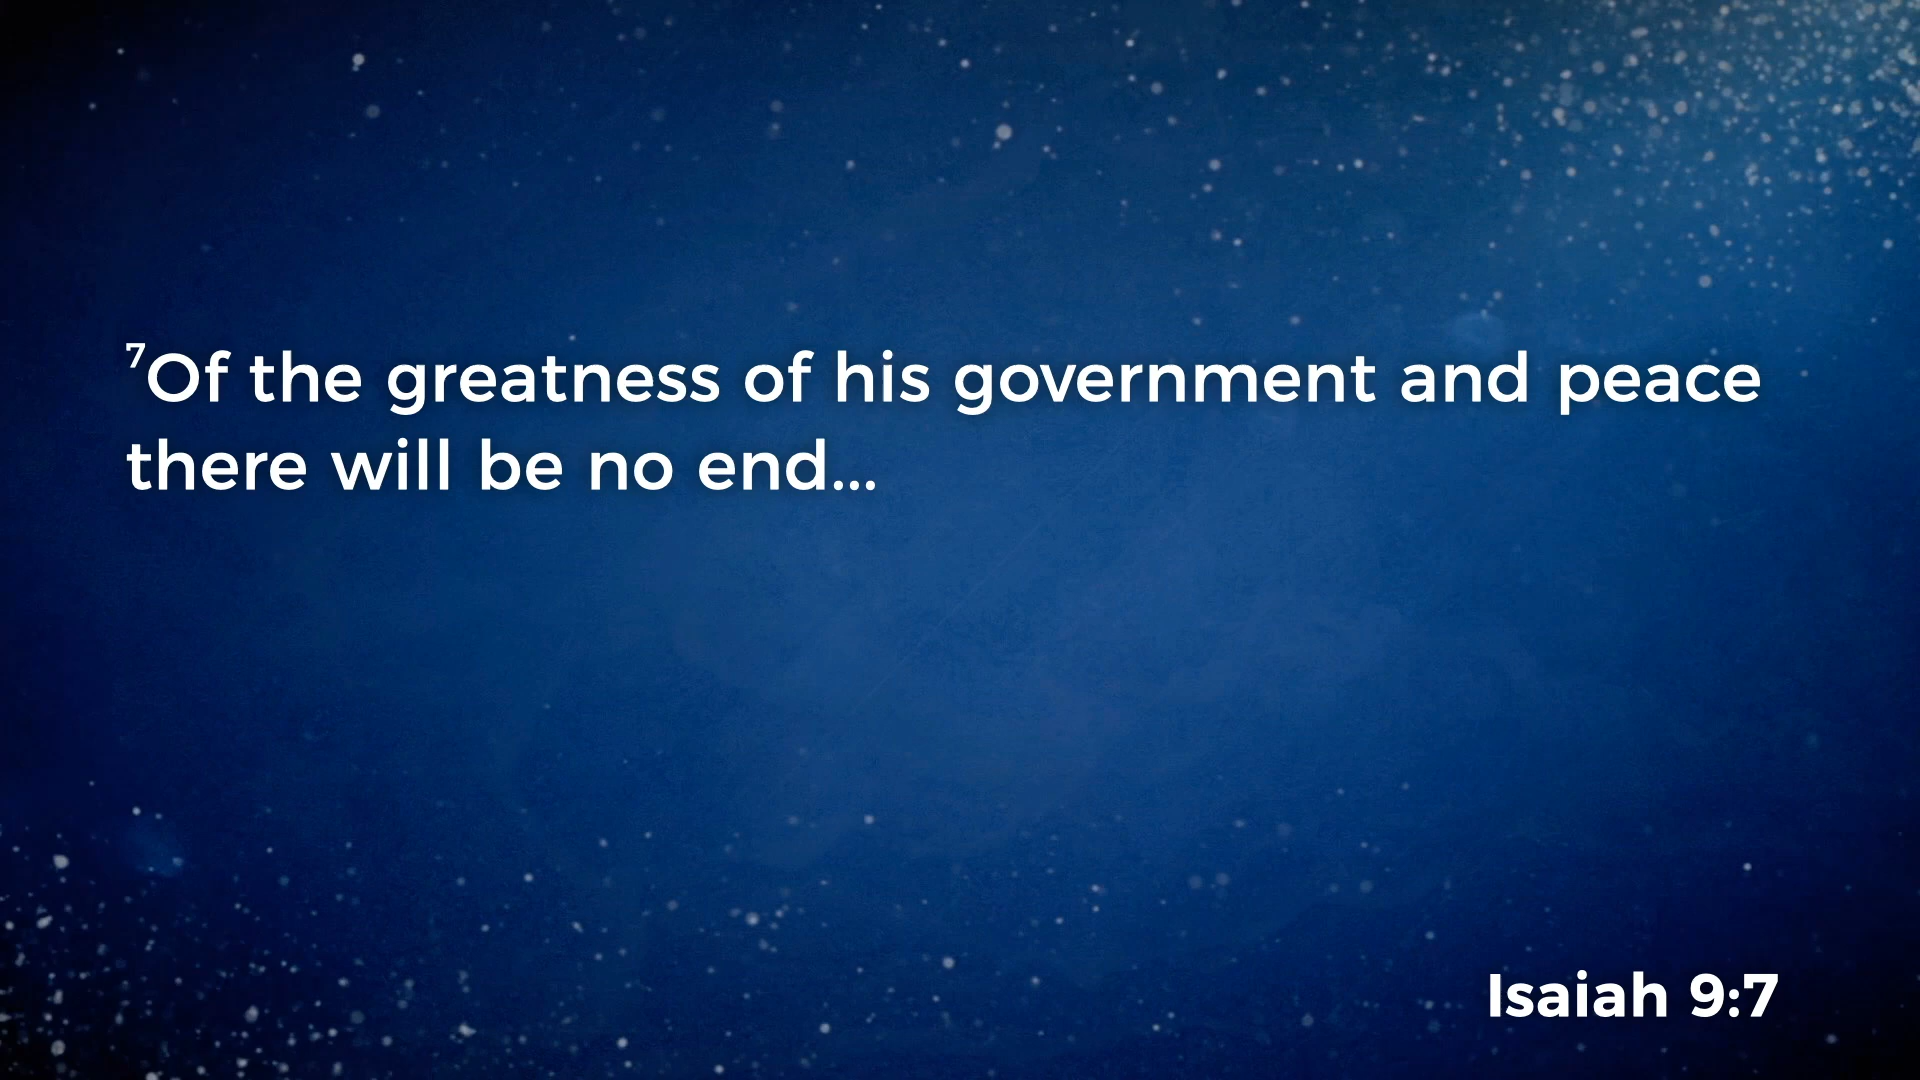 ⁷Of the greatness of his government and peace
there will be no end...
Isaiah 9:7